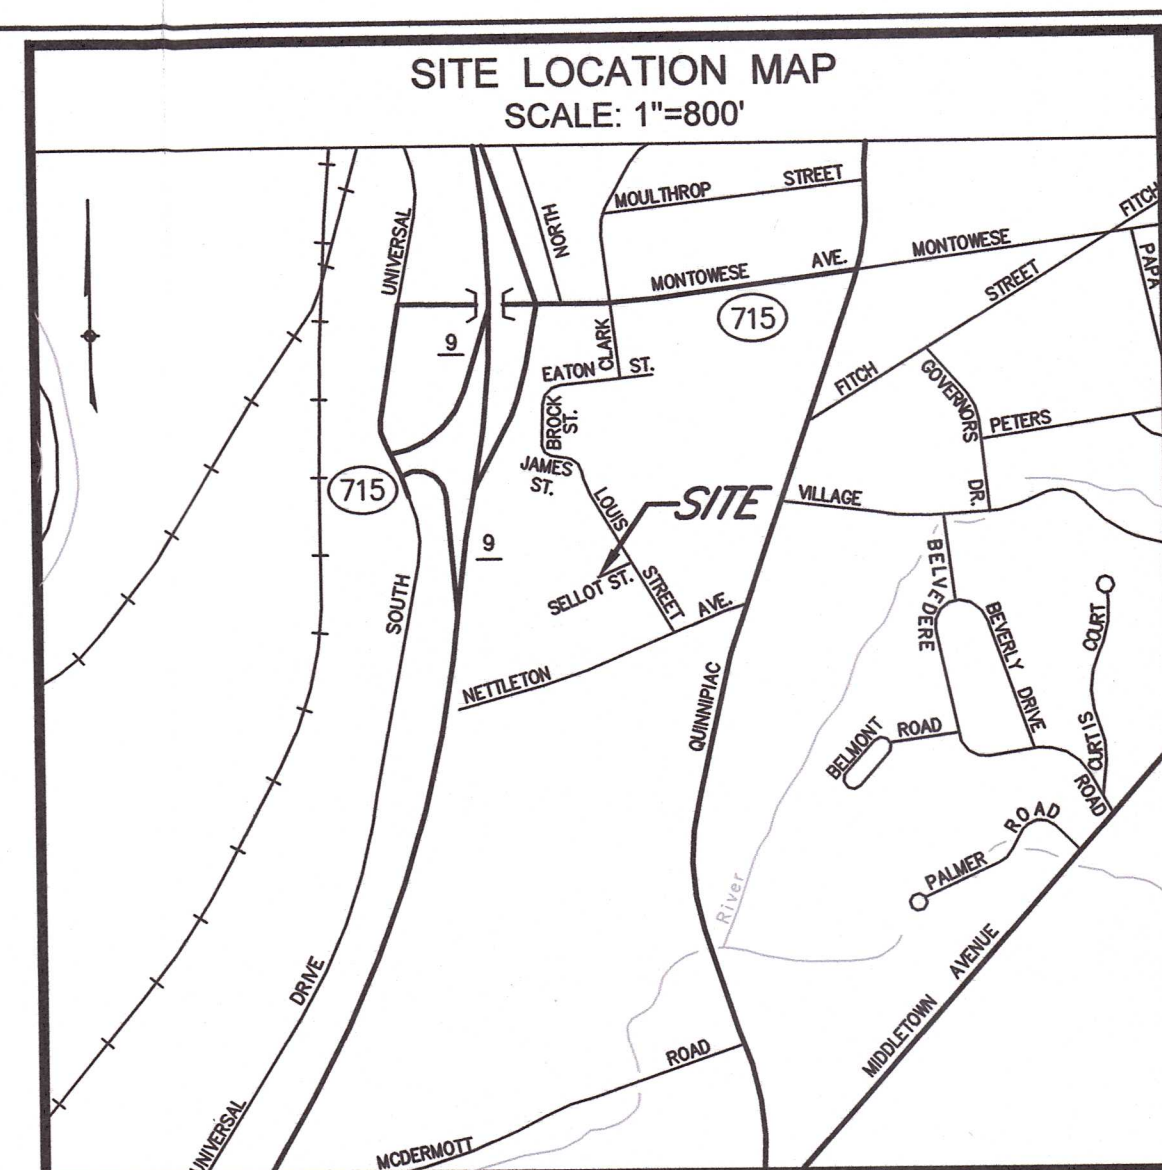 SITE LOCATION MAP
SCALE: 1"=800'
MOULTHROP STREET
FITCH
UNIVERSAL
NORTH
MONTOWESE AVE.
MONTOWESE
PAPA
STREET
715
9
CLARK
EATON ST.
FITCH
GOVERNORS
DR.
BROCK
ST.
PETERS
JAMES
ST.
715
LOUIS
STREET
SITE
VILLAGE
9
BELVEDERE
SELLOT ST.
SOUTH
AVE.
NETTLETON
BEVERLY DRIVE
COURT
CURTIS
QUINNIPIAC
BELMONT
ROAD
ROAD
ROAD
PALMER
River
DRIVE
MIDDLETOWN AVENUE
ROAD
UNIVERSAL
MCDERMOTT